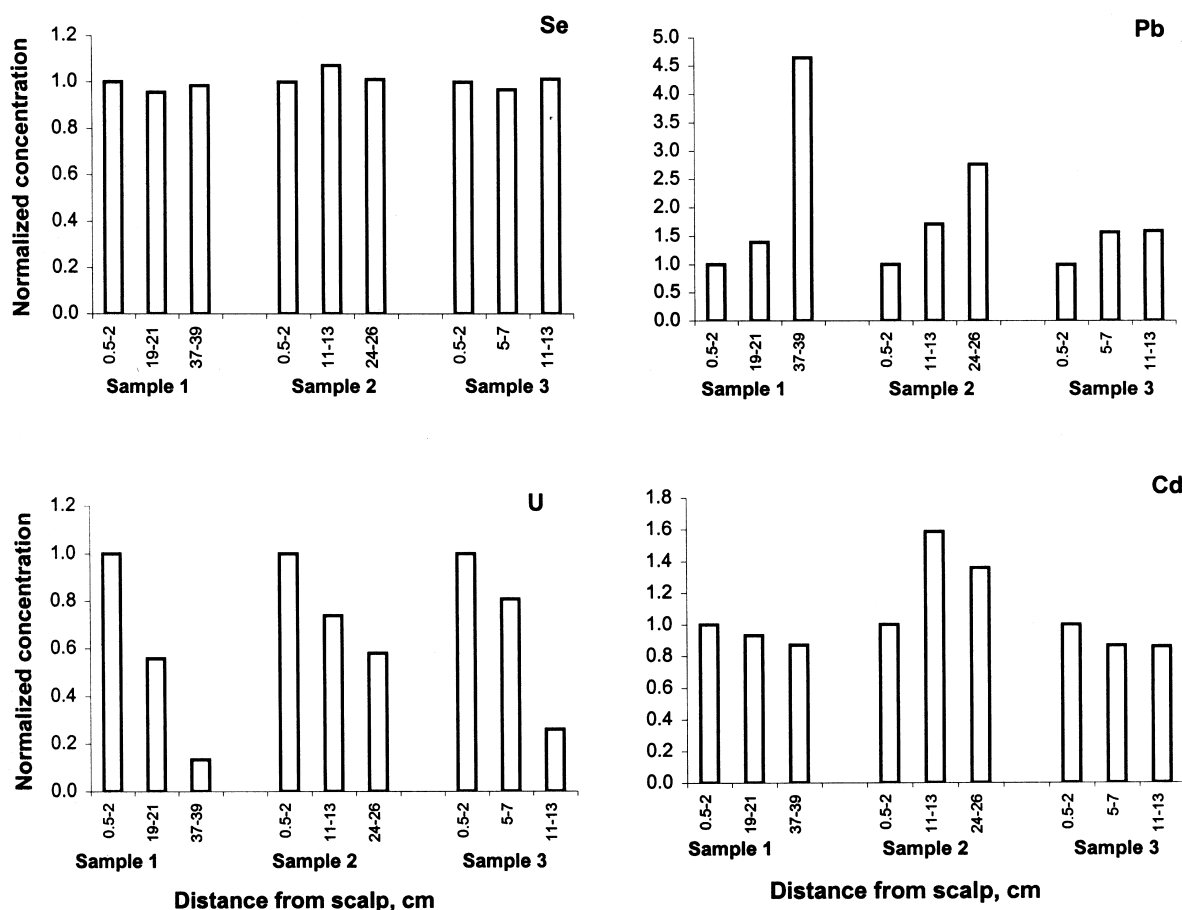 Se
Normalized concentration
1.2
1.0
0.8
0.6
0.4
0.2
0.0
0.5-2 19-21 37-39 0.5-2 11-13 24-26 0.5-2 5-7 11-13
Sample 1 Sample 2 Sample 3
Pb
5.0
4.5
4.0
3.5
3.0
2.5
2.0
1.5
1.0
0.5
0.0
0.5-2 19-21 37-39 0.5-2 11-13 24-26 0.5-2 5-7 11-13
Sample 1 Sample 2 Sample 3
U
Normalized concentration
1.2
1.0
0.8
0.6
0.4
0.2
0.0
0.5-2 19-21 37-39 0.5-2 11-13 24-26 0.5-2 5-7 11-13
Sample 1 Sample 2 Sample 3
Distance from scalp, cm
Cd
1.8
1.6
1.4
1.2
1.0
0.8
0.6
0.4
0.2
0.0
0.5-2 19-21 37-39 0.5-2 11-13 24-26 0.5-2 5-7 11-13
Sample 1 Sample 2 Sample 3
Distance from scalp, cm